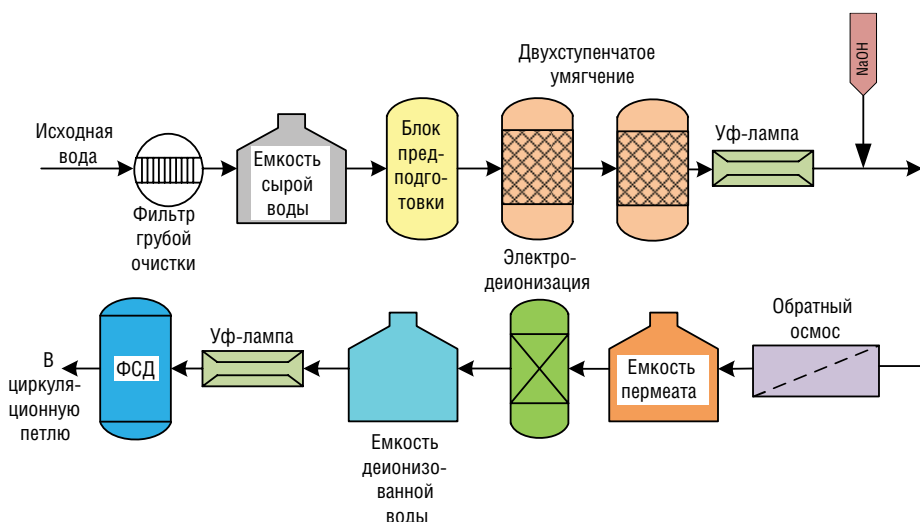 Исходная
вода
Фильтр
грубой
очистки
Емкость
сырой
воды
Блок
пред-
подго-
товки
Двухступенчатое
умягчение
Уф-лампа
NaOH
Обратный
осмос
Емкость
пермеата
Электро-
деионизация
Емкость
деионизо-
ванной
воды
Уф-лампа
ФСД
В
циркуля-
ционную
петлю